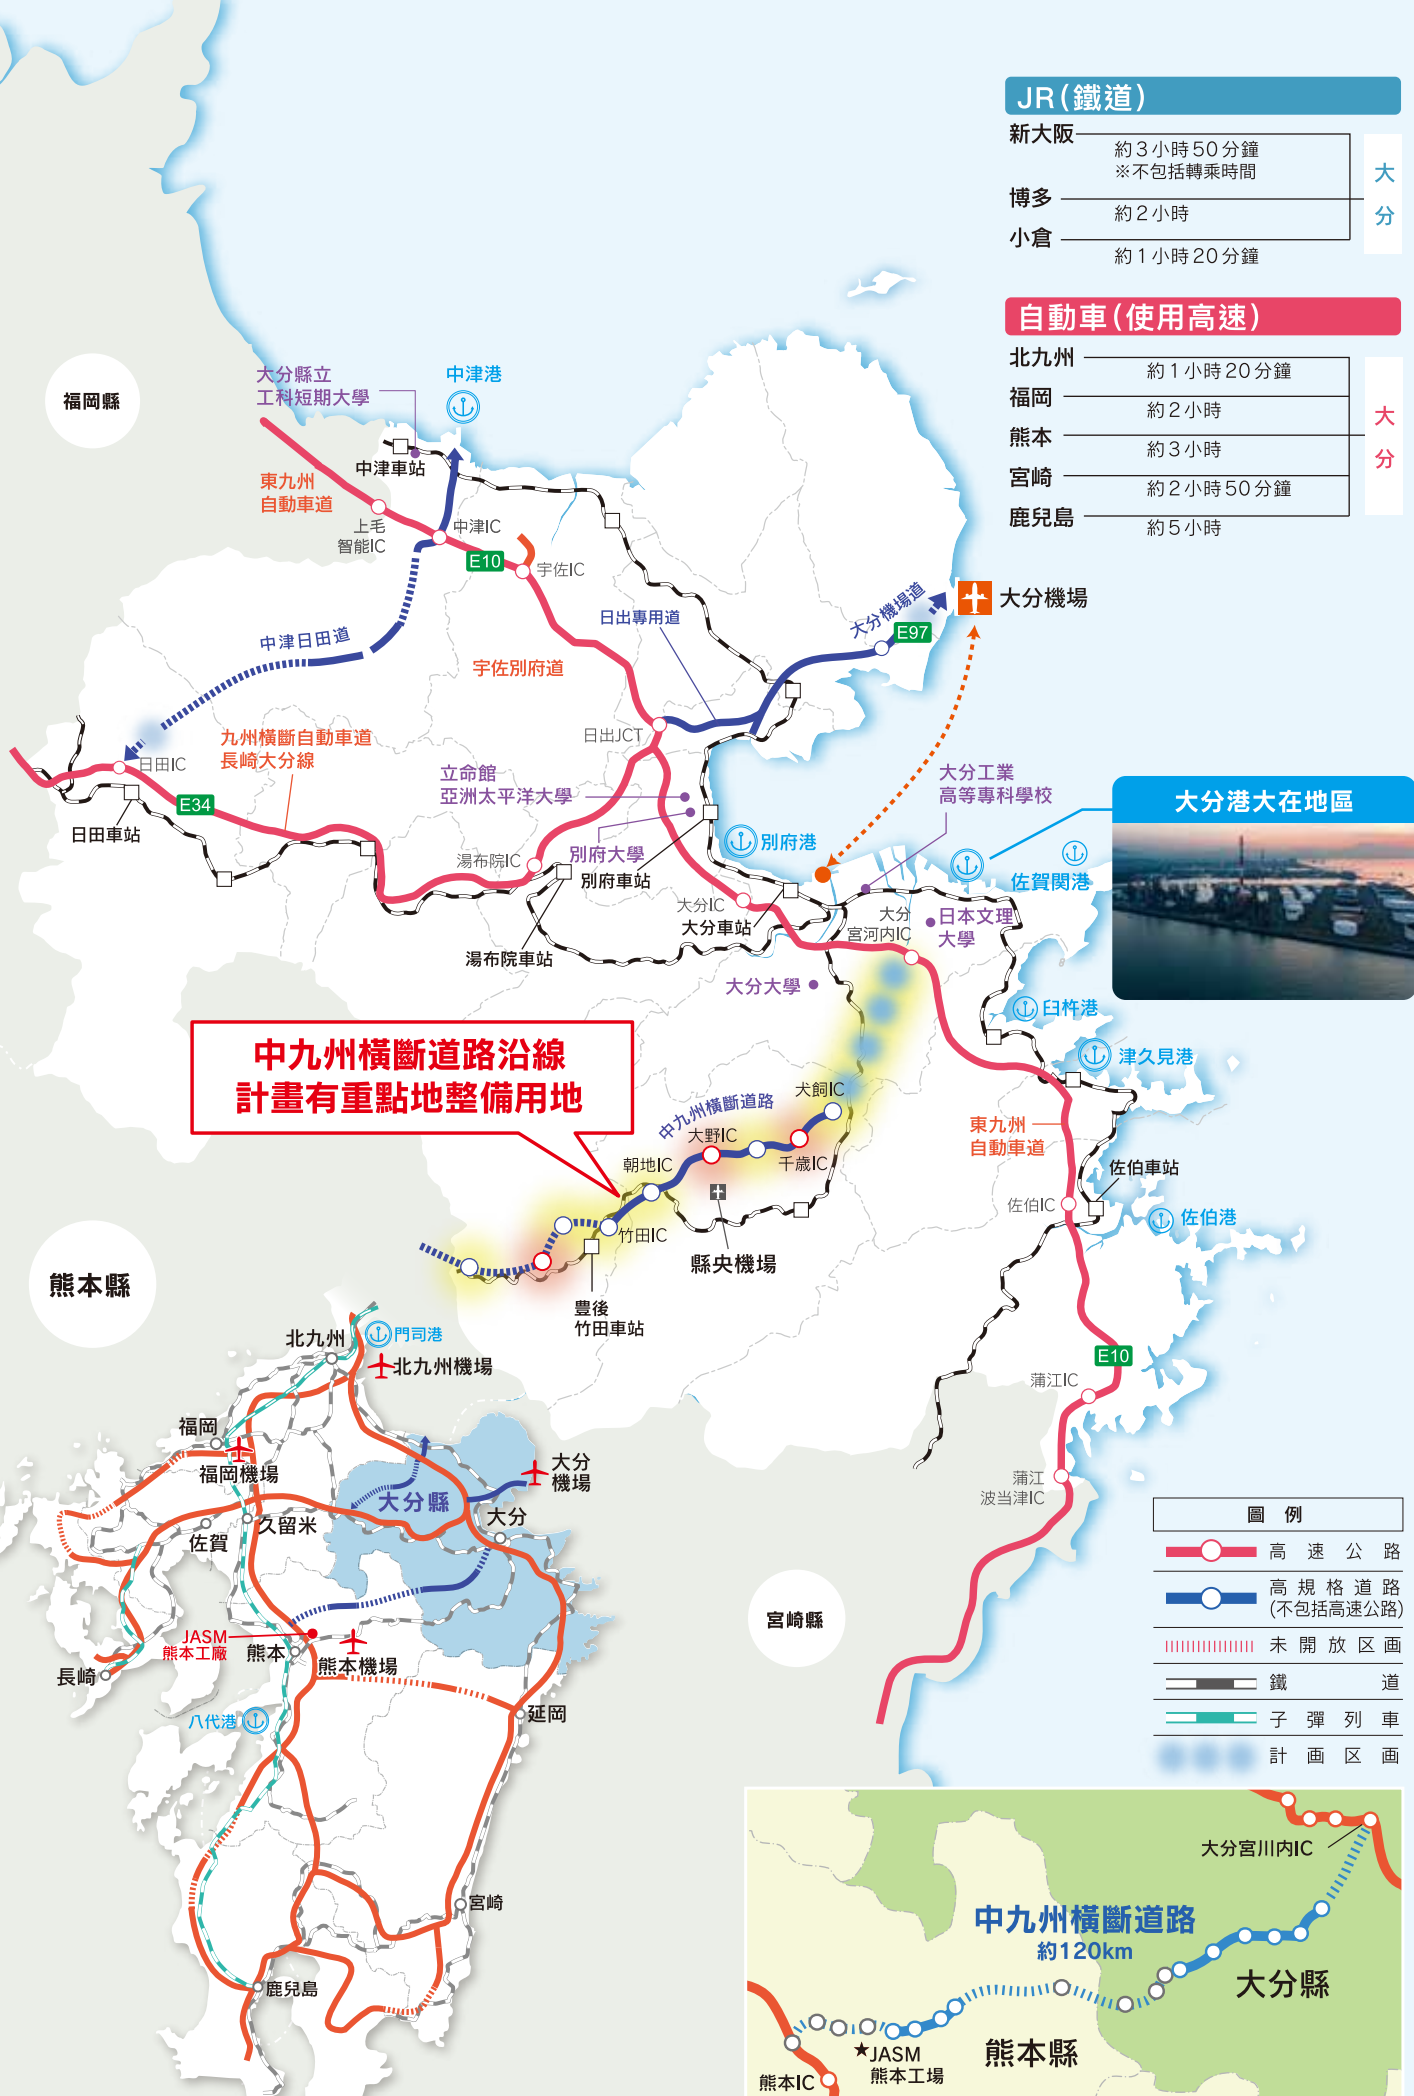 JR(鐵道)
新大阪
約3小時50分鐘
※不包括轉乘時間
博多
約2小時
小倉
約1小時20分鐘
大分
自動車(使用高速)
北九州
約1小時20分鐘
福岡
約2小時
熊本
約3小時
宮崎
約2小時50分鐘
鹿兒島
約5小時
大分
福岡縣
大分縣立
工科短期大學
中津港
中津車站
東九州
自動車道
上毛
智能IC
中津IC
E10
宇佐IC
中津日田道
宇佐別府道
日出專用道
大分機場道
E97
大分機場
日出JCT
日田IC
九州橫斷自動車道
長崎大分線
E34
日田車站
立命館
亞洲太平洋大學
大分工業
高等專科學校
大分港大在地區
別府港
湯布院IC
別府大學
別府車站
佐賀関港
大分IC
大分車站
大分
宮河内IC
日本文理
大學
湯布院車站
大分大學
臼杵港
津久見港
中九州橫斷道路沿線
計畫有重點地整備用地
中九州橫斷道路
犬飼IC
大野IC
千歳IC
朝地IC
竹田IC
東九州
自動車道
佐伯車站
佐伯IC
佐伯港
縣央機場
豊後
竹田車站
熊本縣
E10
蒲江IC
蒲江
波当津IC
宮崎縣
北九州
門司港
北九州機場
福岡
福岡機場
大分
機場
大分縣
大分
久留米
佐賀
JASM
熊本工廠
熊本
熊本機場
長崎
八代港
延岡
宮崎
鹿兒島
圖例
高速公路
高規格道路
(不包括高速公路)
未開放区画
鐵道
子彈列車
計画区画
大分宮川内IC
中九州橫斷道路
約120km
大分縣
熊本縣
★JASM
熊本工場
熊本IC